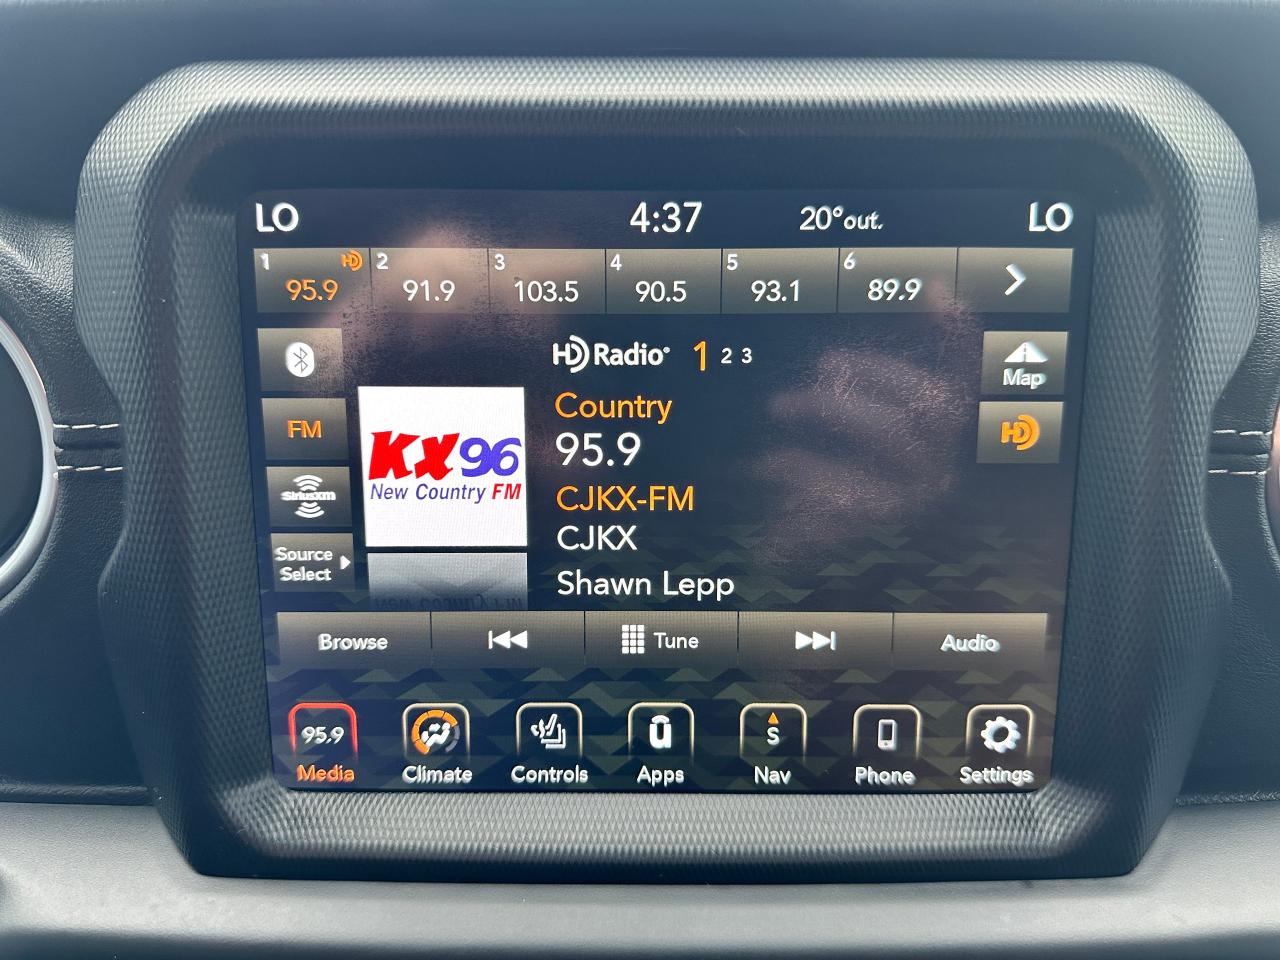 LO 4:37 20°out. LO
1 HD 2 3 4 5 6
95.9 91.9 103.5 90.5 93.1 89.9
HD Radio 1 2 3
Map
FM
HD
SiriusXM
Source
Select
KX96
New Country FM
Country
95.9
CJKX-FM
CJKX
Shawn Lepp
Browse Tune Audio
95.9 S
Media Climate Controls Apps Nav Phone Settings